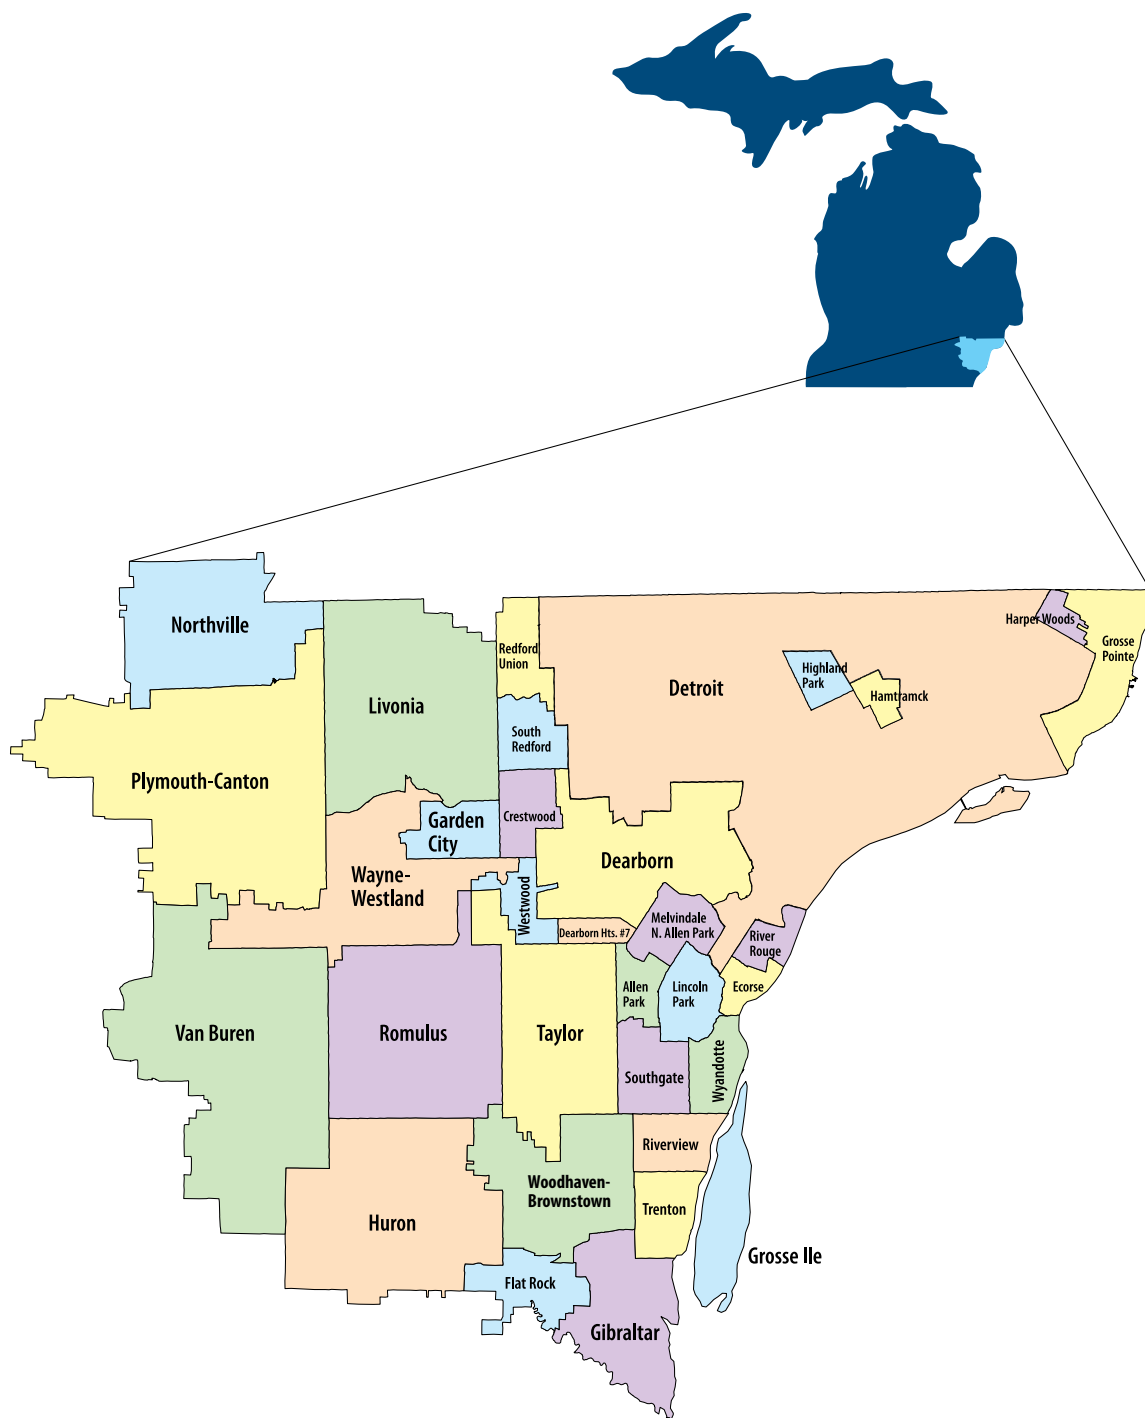 Northville
Harper Woods
Redford
Union
Grosse
Pointe
Highland
Park
Detroit
Hamtramck
Livonia
South
Redford
Plymouth-Canton
Crestwood
Garden
City
Dearborn
Wayne-
Westland
Westwood
Melvindale
N. Allen Park
Dearborn Hts. #7
River
Rouge
Allen
Park
Lincoln
Park
Ecorse
Van Buren
Romulus
Taylor
Wyandotte
Southgate
Riverview
Woodhaven-
Brownstown
Trenton
Huron
Grosse Ile
Flat Rock
Gibraltar